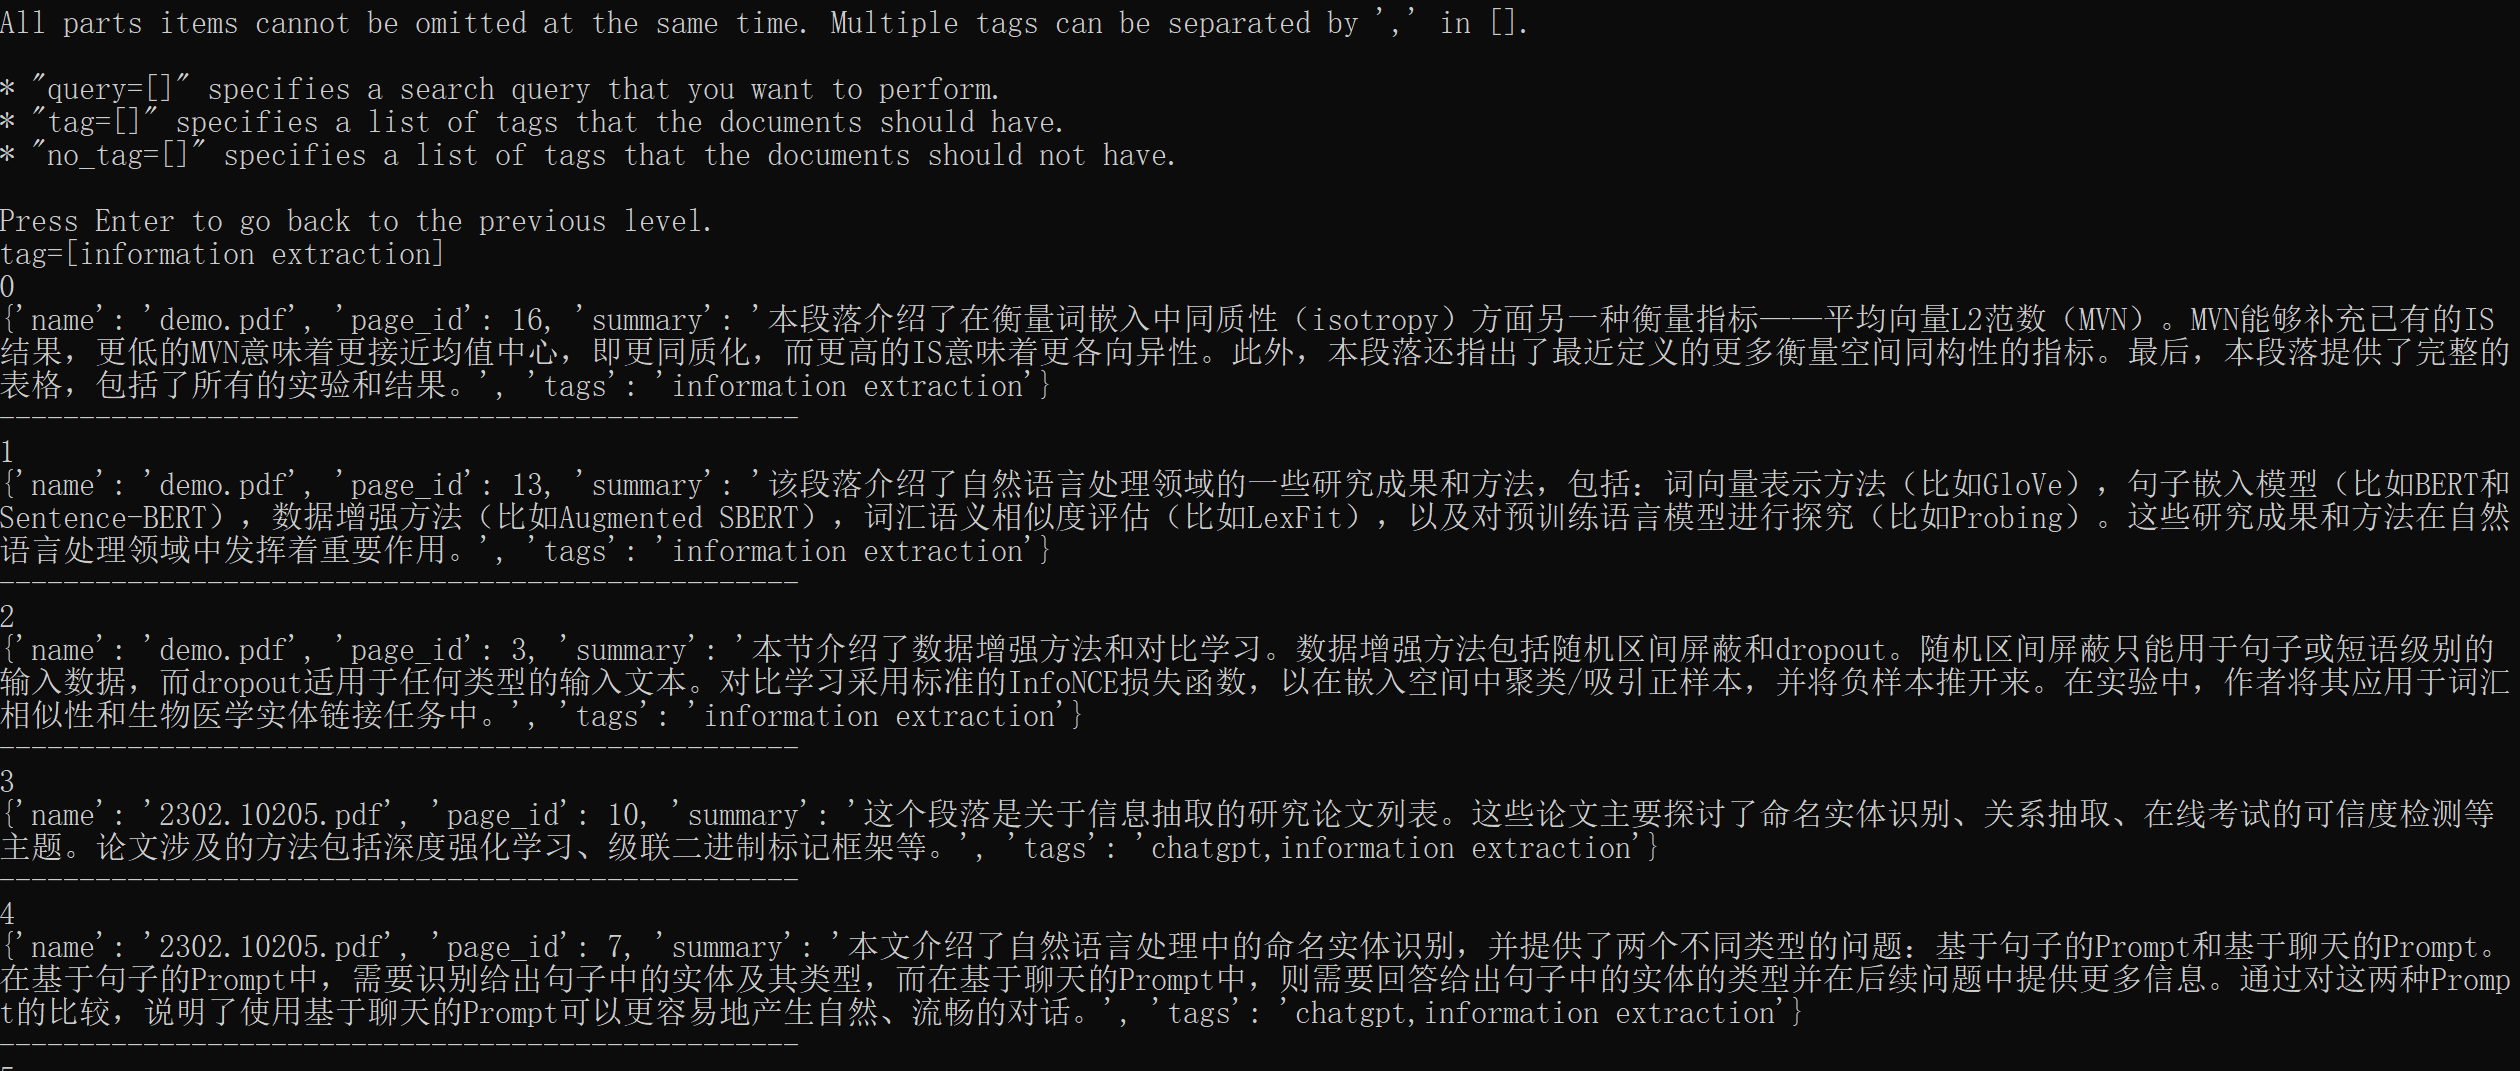 All parts items cannot be omitted at the same time. Multiple tags can be separated by ',' in [].
* "query=[]" specifies a search query that you want to perform.
* "tag=[]" specifies a list of tags that the documents should have.
* "no_tag=[]" specifies a list of tags that the documents should not have.
Press Enter to go back to the previous level.
tag=[information extraction]
0
{'name': 'demo.pdf', 'page_id': 16, 'summary': '本段落介绍了在衡量词嵌入中同质性（isotropy）方面另一种衡量指标——平均向量L2范数（MVN）。MVN能够补充已有的IS
结果，更低的MVN意味着更接近均值中心，即更同质化，而更高的IS意味着更各向异性。此外，本段落还指出了最近定义的更多衡量空间同构性的指标。最后，本段落提供了完整的
表格，包括了所有的实验和结果。', 'tags': 'information extraction'}
--------------------------------------------------
1
{'name': 'demo.pdf', 'page_id': 13, 'summary': '该段落介绍了自然语言处理领域的一些研究成果和方法，包括：词向量表示方法（比如GloVe），句子嵌入模型（比如BERT和
Sentence-BERT），数据增强方法（比如Augmented SBERT），词汇语义相似度评估（比如LexFit），以及对预训练语言模型进行探究（比如Probing）。这些研究成果和方法在自然
语言处理领域中发挥着重要作用。', 'tags': 'information extraction'}
--------------------------------------------------
2
{'name': 'demo.pdf', 'page_id': 3, 'summary': '本节介绍了数据增强方法和对比学习。数据增强方法包括随机区间屏蔽和dropout。随机区间屏蔽只能用于句子或短语级别的
输入数据，而dropout适用于任何类型的输入文本。对比学习采用标准的InfoNCE损失函数，以在嵌入空间中聚类/吸引正样本，并将负样本推开来。在实验中，作者将其应用于词汇
相似性和生物医学实体链接任务中。', 'tags': 'information extraction'}
--------------------------------------------------
3
{'name': '2302.10205.pdf', 'page_id': 10, 'summary': '这个段落是关于信息抽取的研究论文列表。这些论文主要探讨了命名实体识别、关系抽取、在线考试的可信度检测等
主题。论文涉及的方法包括深度强化学习、级联二进制标记框架等。', 'tags': 'chatgpt,information extraction'}
--------------------------------------------------
4
{'name': '2302.10205.pdf', 'page_id': 7, 'summary': '本文介绍了自然语言处理中的命名实体识别，并提供了两个不同类型的问题：基于句子的Prompt和基于聊天的Prompt。
在基于句子的Prompt中，需要识别给出句子中的实体及其类型，而在基于聊天的Prompt中，则需要回答给出句子中的实体的类型并在后续问题中提供更多信息。通过对这两种Promp
t的比较，说明了使用基于聊天的Prompt可以更容易地产生自然、流畅的对话。', 'tags': 'chatgpt,information extraction'}
--------------------------------------------------